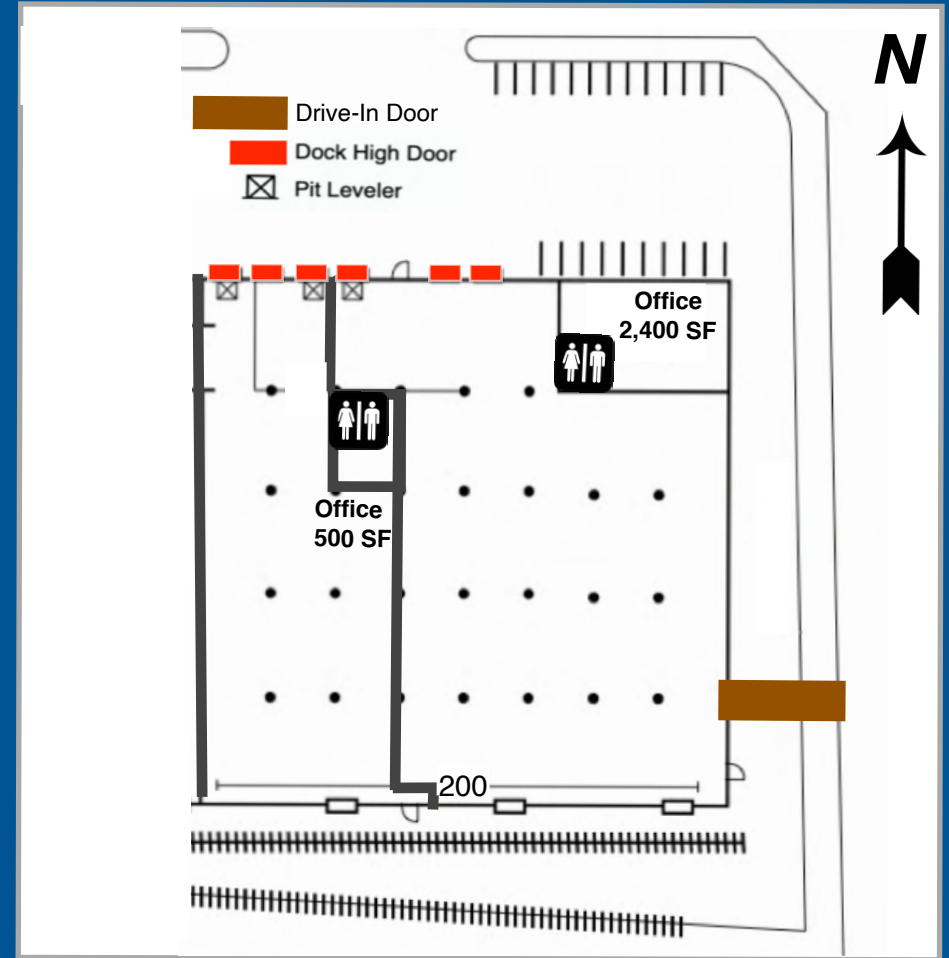 N
Drive-In Door
Dock High Door
Pit Leveler
Office
2,400 SF
Office
500 SF
200